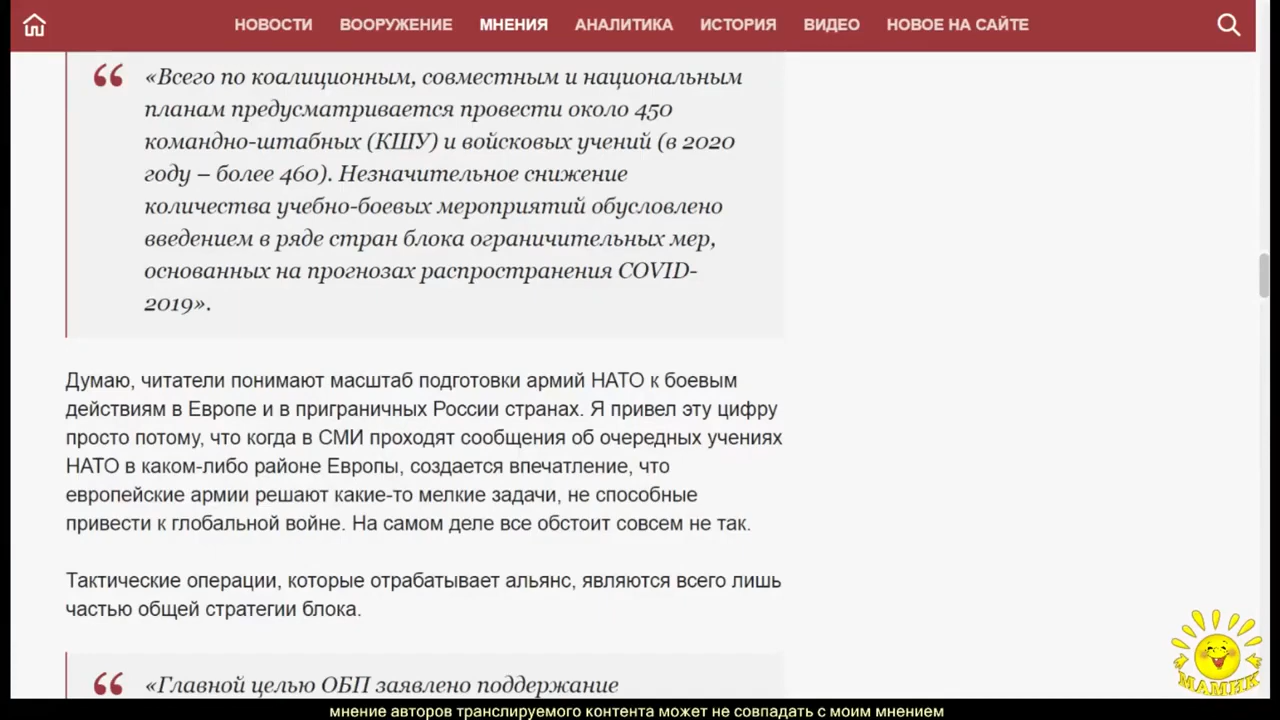 НОВОСТИ ВООРУЖЕНИЕ МНЕНИЯ АНАЛИТИКА ИСТОРИЯ ВИДЕО НОВОЕ НА САЙТЕ
«Всего по коалиционным, совместным и национальным
планам предусматривается провести около 450
командно-штабных (КШУ) и войсковых учений (в 2020
году – более 460). Незначительное снижение
количества учебно-боевых мероприятий обусловлено
введением в ряде стран блока ограничительных мер,
основанных на прогнозах распространения COVID-
2019».
Думаю, читатели понимают масштаб подготовки армий НАТО к боевым
действиям в Европе и в приграничных России странах. Я привел эту цифру
просто потому, что когда в СМИ проходят сообщения об очередных учениях
НАТО в каком-либо районе Европы, создается впечатление, что
европейские армии решают какие-то мелкие задачи, не способные
привести к глобальной войне. На самом деле все обстоит совсем не так.
Тактические операции, которые отрабатывает альянс, являются всего лишь
частью общей стратегии блока.
«Главной целью ОБП заявлено поддержание
МАМИК
мнение авторов транслируемого контента может не совпадать с моим мнением